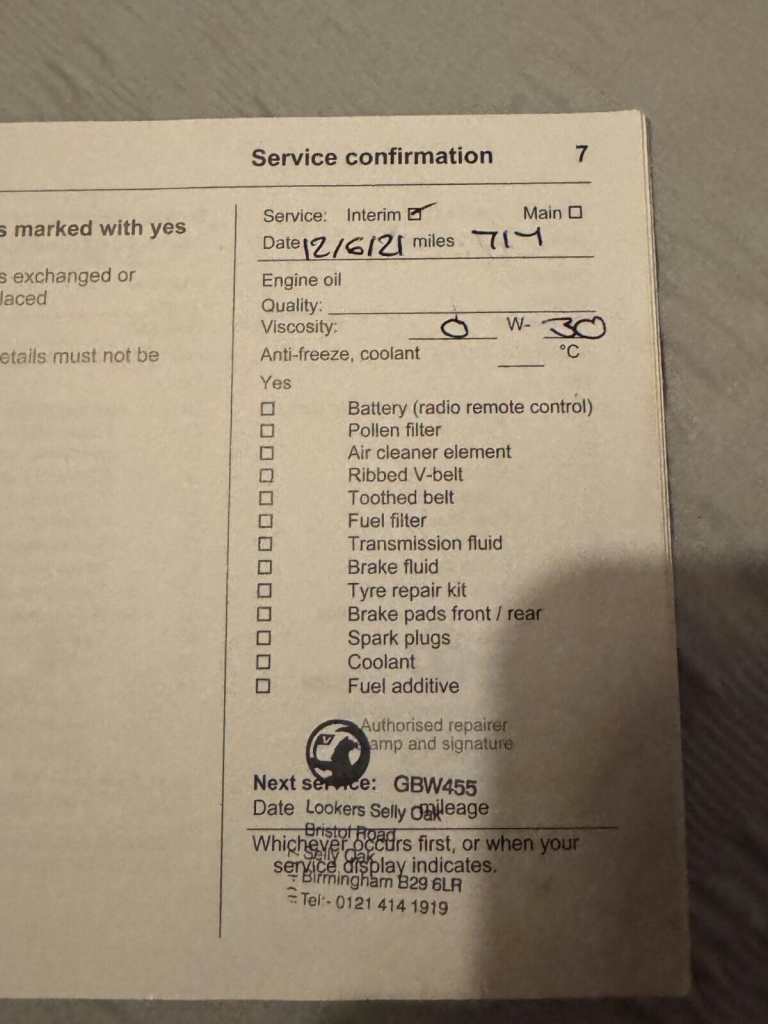 Service confirmation 7
s marked with yes
s exchanged or
laced
etails must not be
Service: Interim Main
Date 12/6/21 miles
Engine oil
Quality:
Viscosity: 0 W- 30
Anti-freeze, coolant °C
Yes
Battery (radio remote control)
Pollen filter
Air cleaner element
Ribbed V-belt
Toothed belt
Fuel filter
Transmission fluid
Brake fluid
Tyre repair kit
Brake pads front / rear
Spark plugs
Coolant
Fuel additive
Authorised repairer
amp and signature
Next service: GBW455
Date Lookers Selly Oak mileage
Bristol Road
Whichever occurs first, or when your
Selly Oak
service display indicates.
Birmingham B29 6LR
Tel:- 0121 414 1919